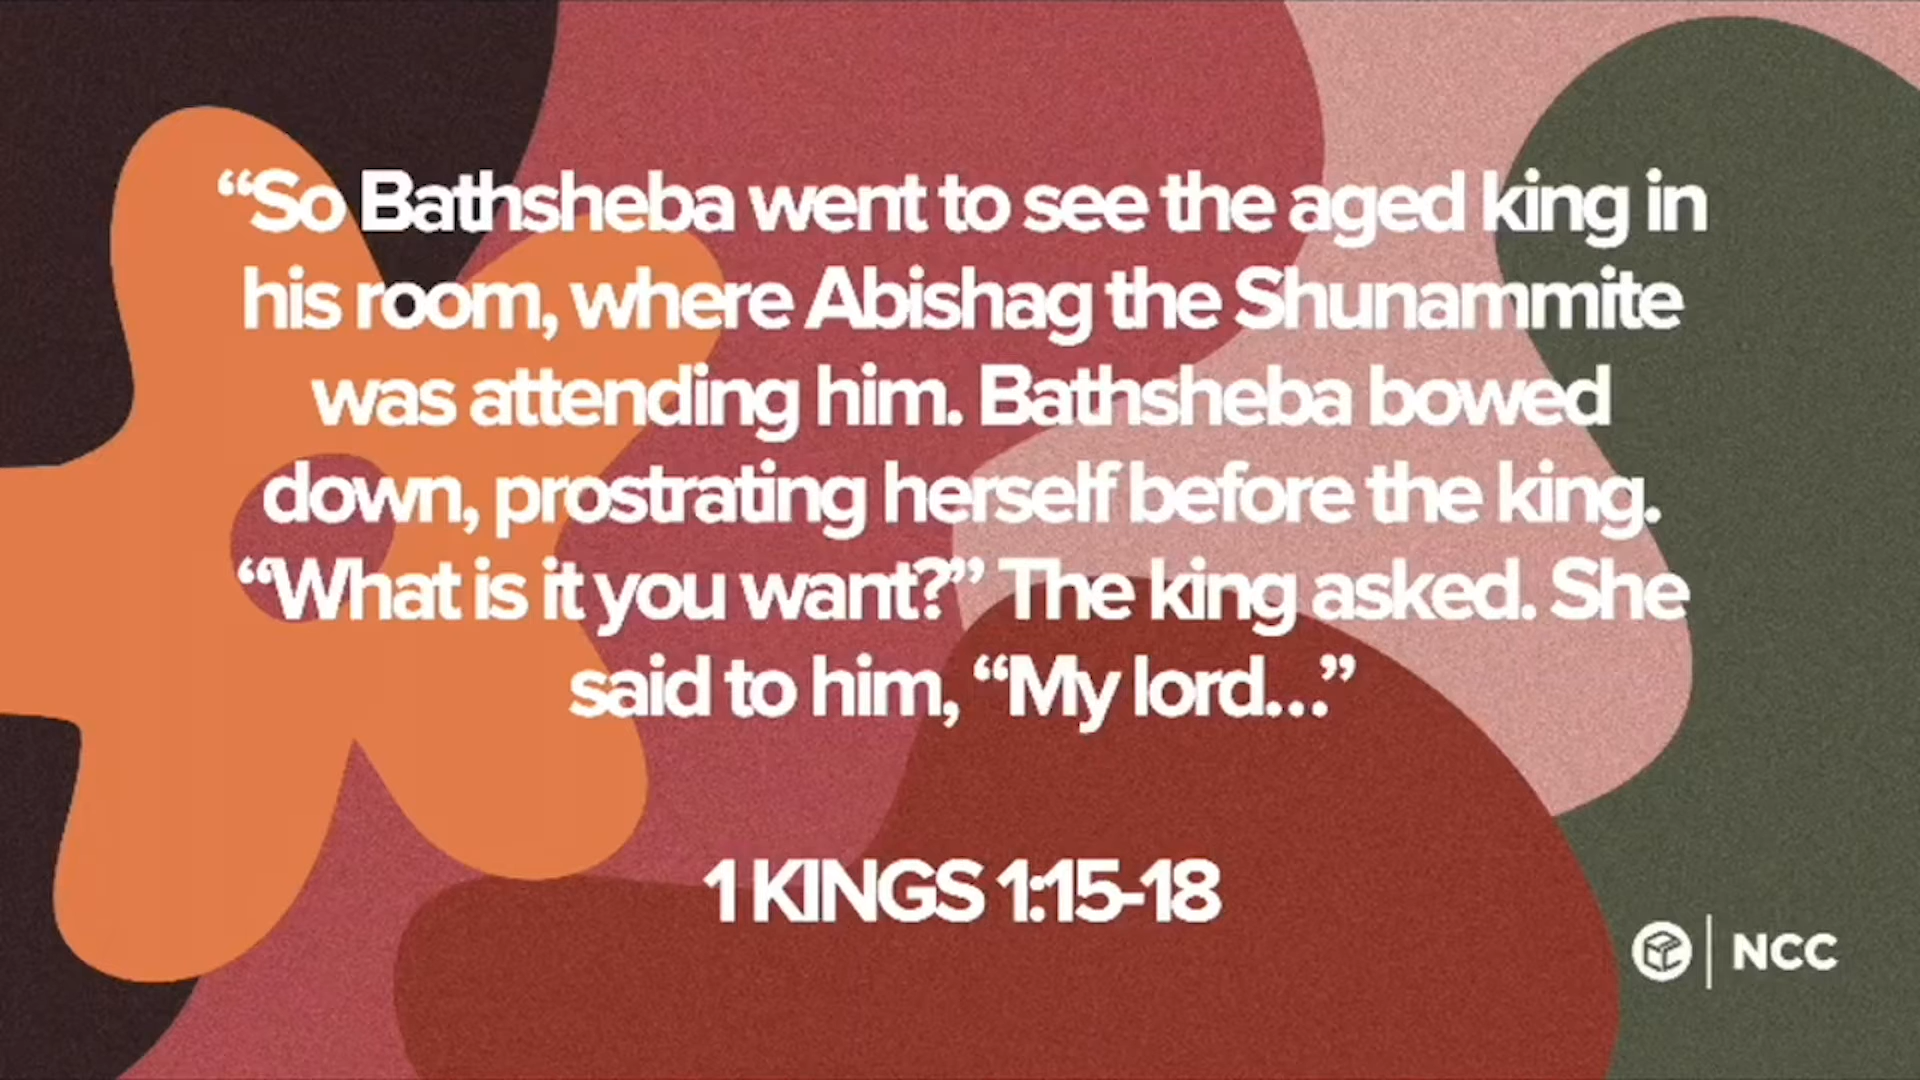 “So Bathsheba went to see the aged king in
his room, where Abishag the Shunammite
was attending him. Bathsheba bowed
down, prostrating herself before the king.
“What is it you want?” The king asked. She
said to him, “My lord…”
1 KINGS 1:15-18
NCC